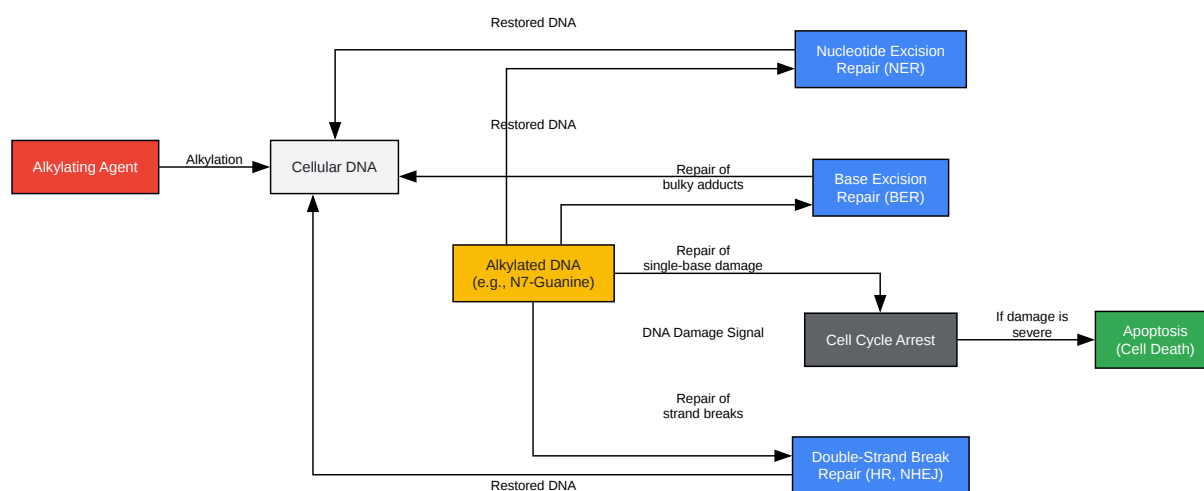 Restored DNA
Nucleotide Excision
Repair (NER)
Restored DNA
Alkylating Agent
Alkylation
Cellular DNA
Repair of
bulky adducts
Base Excision
Repair (BER)
Alkylated DNA
(e.g., N7-Guanine)
Repair of
single-base damage
DNA Damage Signal
Cell Cycle Arrest
If damage is
severe
Apoptosis
(Cell Death)
Repair of
strand breaks
Double-Strand Break
Repair (HR, NHEJ)
Restored DNA